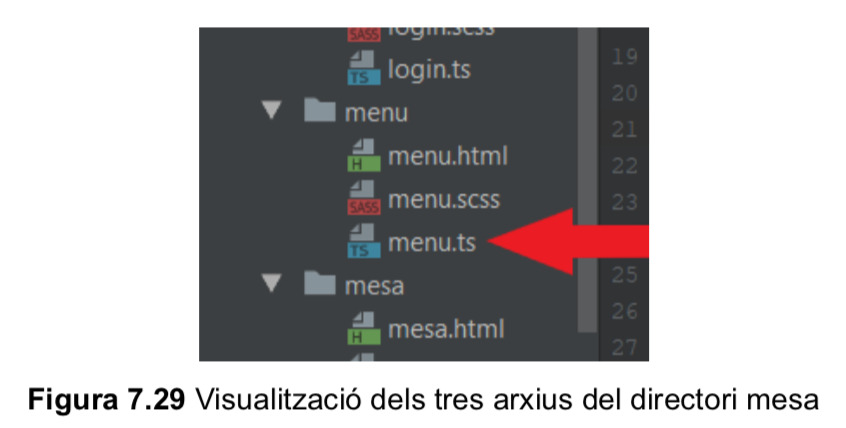 login.scss
SASS
login.ts
TS
menu
menu.html
H
menu.scss
SASS
menu.ts
TS
mesa
mesa.html
H
19
20
21
22
23
25
26
27
Figura 7.29 Visualització dels tres arxius del directori mesa